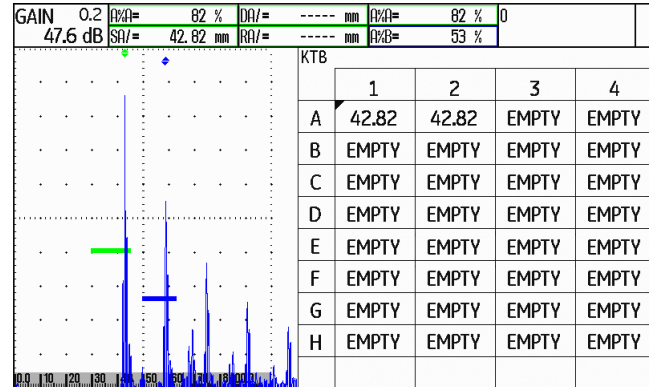 GAIN 0.2 A%A= 82 % DA/= ----- mm A%A= 82 % 0
47.6 dB SA/= 42.82 mm RA/= ----- mm A%B= 53 %
KTB
1 2 3 4
A 42.82 42.82 EMPTY EMPTY
B EMPTY EMPTY EMPTY EMPTY
C EMPTY EMPTY EMPTY EMPTY
D EMPTY EMPTY EMPTY EMPTY
E EMPTY EMPTY EMPTY EMPTY
F EMPTY EMPTY EMPTY EMPTY
G EMPTY EMPTY EMPTY EMPTY
H EMPTY EMPTY EMPTY EMPTY
0.0 10 20 30 50 60